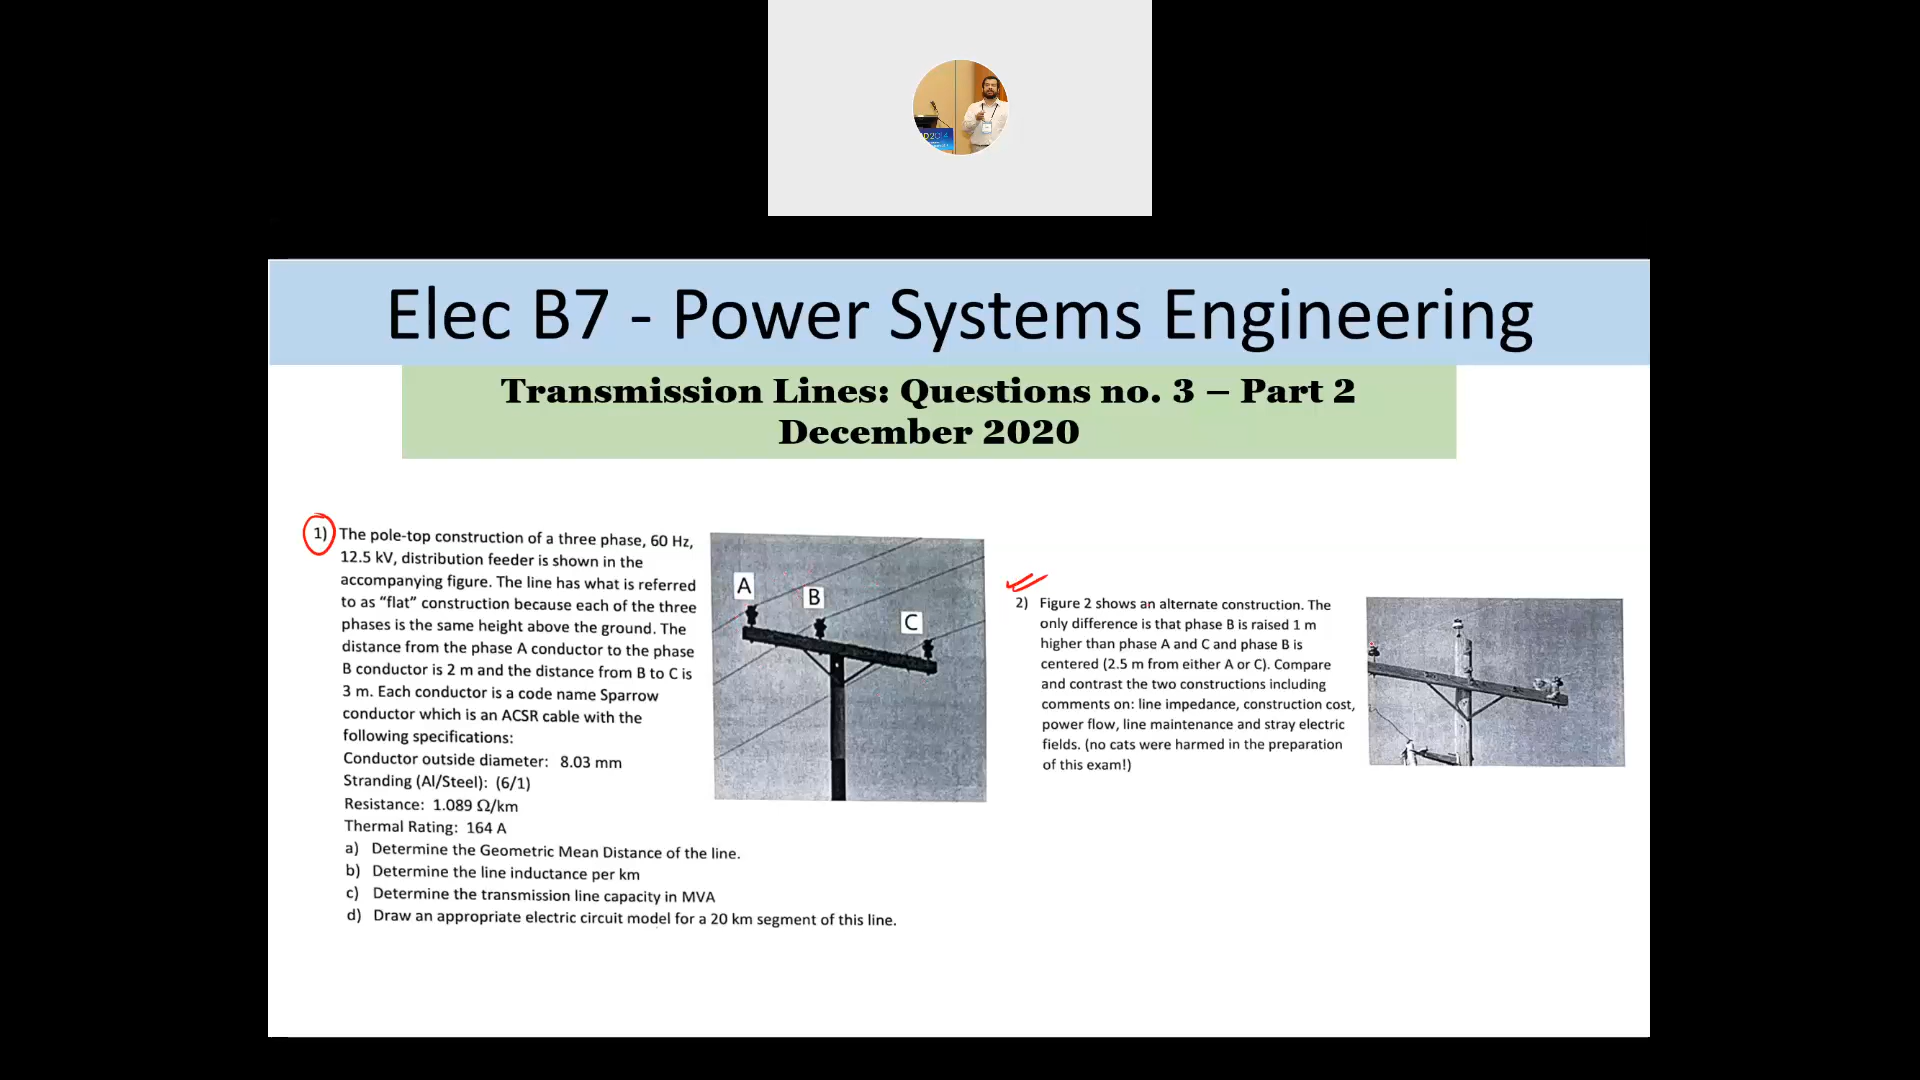 Elec B7 - Power Systems Engineering
Transmission Lines: Questions no. 3 – Part 2
December 2020
1) The pole-top construction of a three phase, 60 Hz,
12.5 kV, distribution feeder is shown in the
accompanying figure. The line has what is referred
to as “flat” construction because each of the three
phases is the same height above the ground. The
distance from the phase A conductor to the phase
B conductor is 2 m and the distance from B to C is
3 m. Each conductor is a code name Sparrow
conductor which is an ACSR cable with the
following specifications:
Conductor outside diameter: 8.03 mm
Stranding (Al/Steel): (6/1)
Resistance: 1.089 Ω/km
Thermal Rating: 164 A
a) Determine the Geometric Mean Distance of the line.
b) Determine the line inductance per km
c) Determine the transmission line capacity in MVA
d) Draw an appropriate electric circuit model for a 20 km segment of this line.
A
B
C
2) Figure 2 shows an alternate construction. The
only difference is that phase B is raised 1 m
higher than phase A and C and phase B is
centered (2.5 m from either A or C). Compare
and contrast the two constructions including
comments on: line impedance, construction cost,
power flow, line maintenance and stray electric
fields. (no cats were harmed in the preparation
of this exam!)